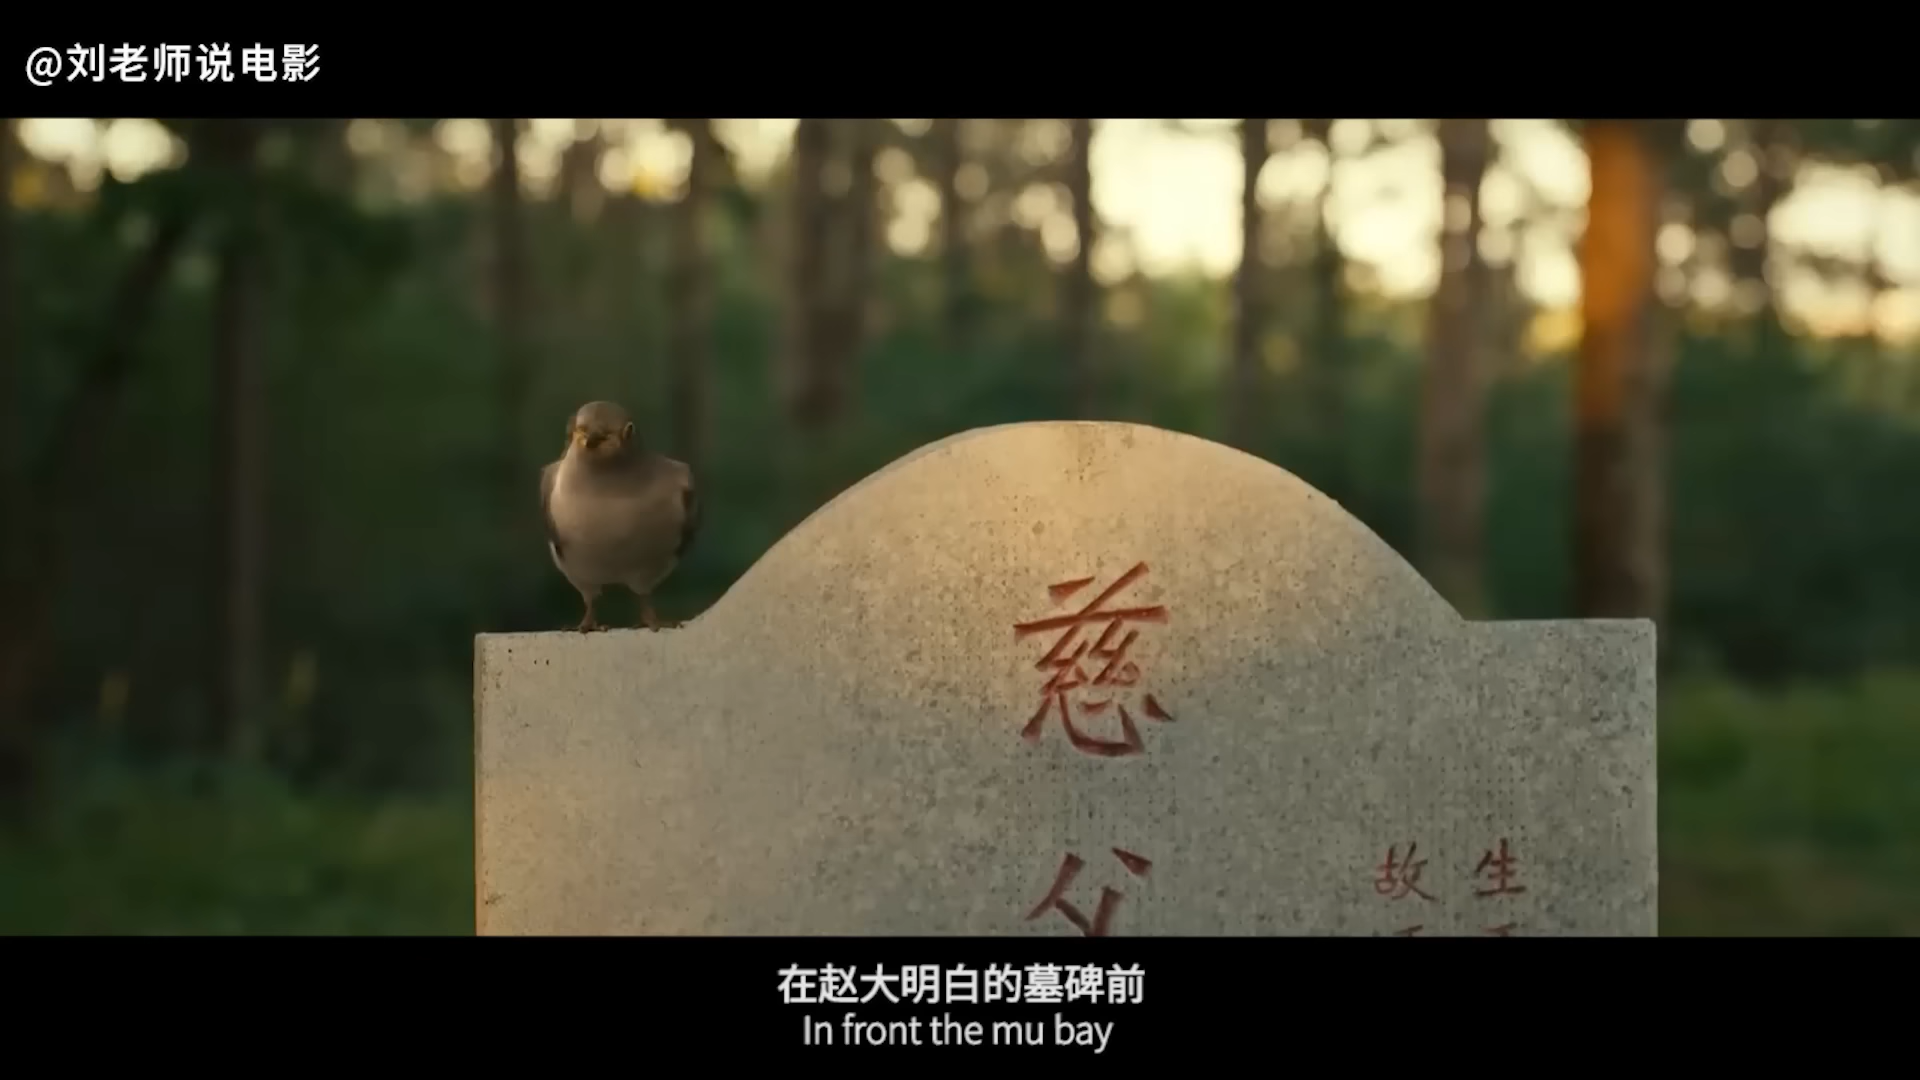 @刘老师说电影
慈父
生
故
在赵大明白的墓碑前
In front the mu bay